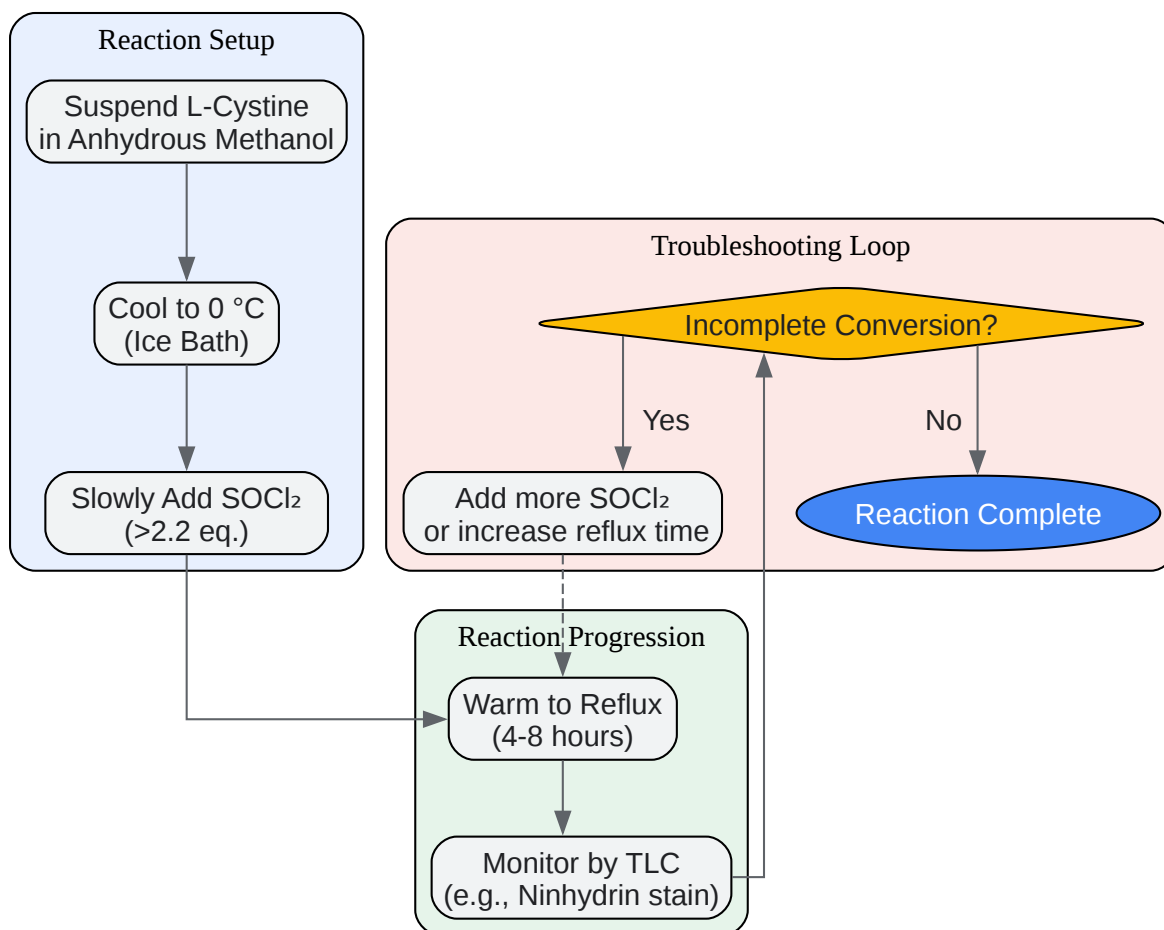 Reaction Setup
Suspend L-Cystine
in Anhydrous Methanol
Cool to 0 °C
(Ice Bath)
Slowly Add SOCl₂
(>2.2 eq.)
Troubleshooting Loop
Incomplete Conversion?
Yes
No
Add more SOCl₂
or increase reflux time
Reaction Complete
Reaction Progression
Warm to Reflux
(4-8 hours)
Monitor by TLC
(e.g., Ninhydrin stain)